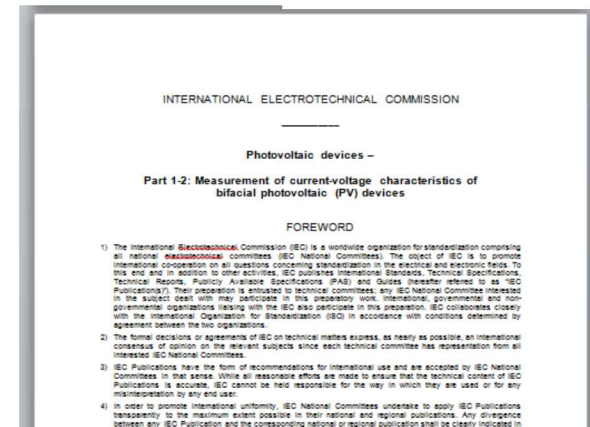 INTERNATIONAL ELECTROTECHNICAL COMMISSION
Photovoltaic devices –
Part 1-2: Measurement of current-voltage characteristics of
bifacial photovoltaic (PV) devices
FOREWORD
1) The International Electrotechnical Commission (IEC) is a worldwide organization for standardization comprising
all national electrotechnical committees (IEC National Committees). The object of IEC is to promote
international co-operation on all questions concerning standardization in the electrical and electronic fields. To
this end and in addition to other activities, IEC publishes International Standards, Technical Specifications,
Technical Reports, Publicly Available Specifications (PAS) and Guides (hereafter referred to as "IEC
Publication(s)"). Their preparation is entrusted to technical committees; any IEC National Committee interested
in the subject dealt with may participate in this preparatory work. International, governmental and non-
governmental organizations liaising with the IEC also participate in this preparation. IEC collaborates closely
with the International Organization for Standardization (ISO) in accordance with conditions determined by
agreement between the two organizations.
2) The formal decisions or agreements of IEC on technical matters express, as nearly as possible, an international
consensus of opinion on the relevant subjects since each technical committee has representation from all
interested IEC National Committees.
3) IEC Publications have the form of recommendations for international use and are accepted by IEC National
Committees in that sense. While all reasonable efforts are made to ensure that the technical content of IEC
Publications is accurate, IEC cannot be held responsible for the way in which they are used or for any
misinterpretation by any end user.
4) In order to promote international uniformity, IEC National Committees undertake to apply IEC Publications
transparently to the maximum extent possible in their national and regional publications. Any divergence
between any IEC Publication and the corresponding national or regional publication shall be clearly indicated in